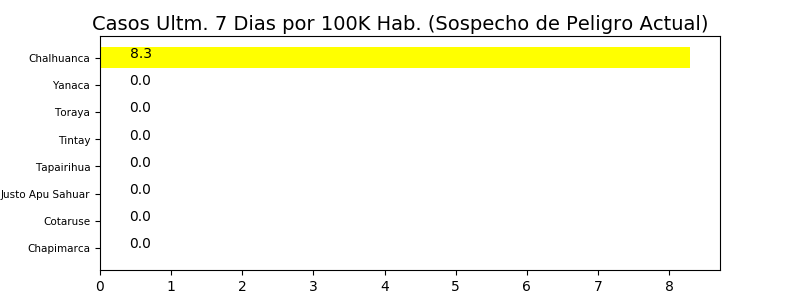 Casos Ultm. 7 Dias por 100K Hab. (Sospecho de Peligro Actual)
Chalhuanca 8.3
Yanaca 0.0
Toraya 0.0
Tintay 0.0
Tapairihua 0.0
Justo Apu Sahuar 0.0
Cotaruse 0.0
Chapimarca 0.0
0 1 2 3 4 5 6 7 8